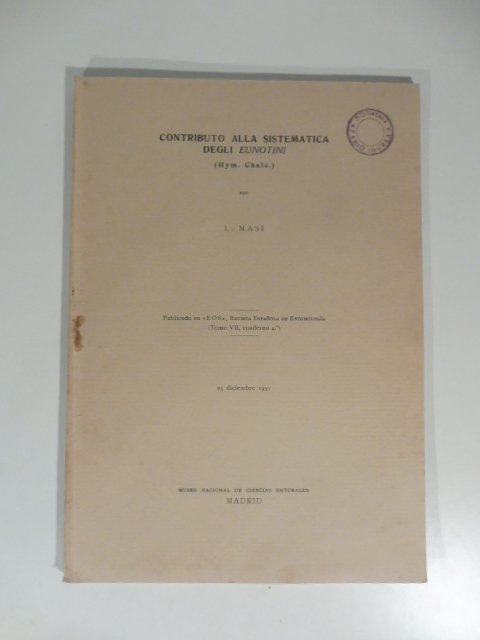 CONTRIBUTO ALLA SISTEMATICA
DEGLI EUNOTINI
(Hym. Chalc.)
POR
L. MASI
Publicado en «EOS», Revista Española de Entomología
(Tomo VII, cuaderno 4.°)
25 diciembre 1931
MUSEO NACIONAL DE CIENCIAS NATURALES
MADRID